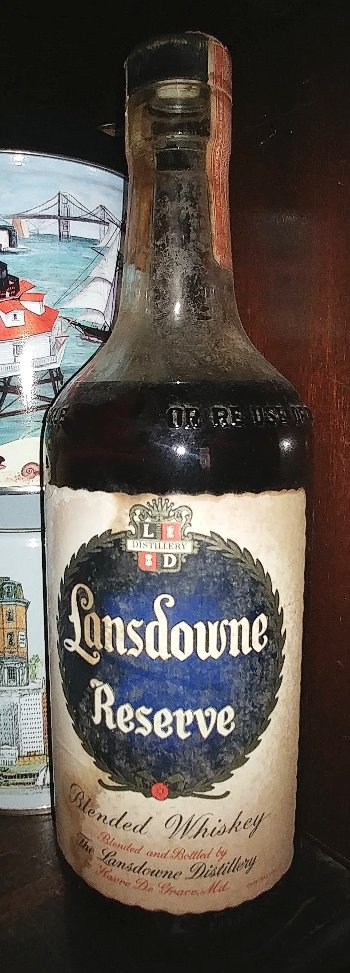 OR RE USE OF
L D
DISTILLERY
D
Lansdowne
Reserve
Blended Whiskey
Blended and Bottled by
The Lansdowne Distillery
Havre De Grace, Md.